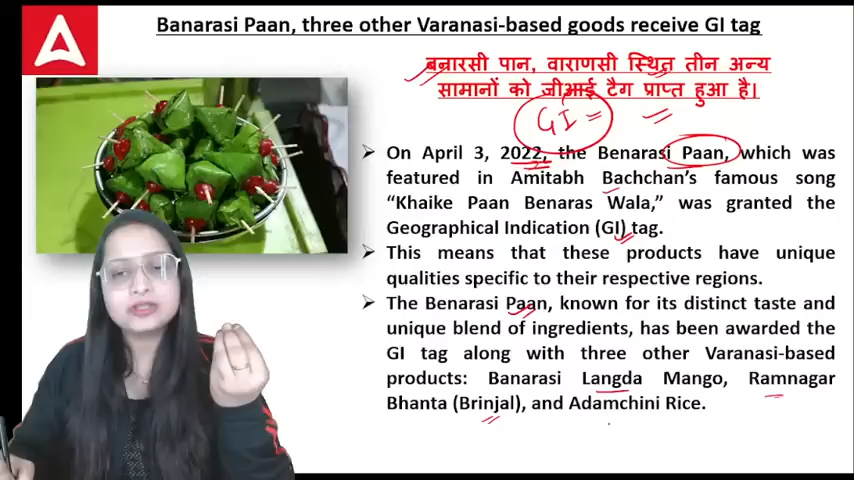 Banarasi Paan, three other Varanasi-based goods receive GI tag
बनारसी पान, वाराणसी स्थित तीन अन्य
सामानों को जीआई टैग प्राप्त हुआ है।
GI
➢ On April 3, 2022, the Benarasi Paan, which was
featured in Amitabh Bachchan's famous song
“Khaike Paan Benaras Wala,” was granted the
Geographical Indication (GI) tag.
➢ This means that these products have unique
qualities specific to their respective regions.
➢ The Benarasi Paan, known for its distinct taste and
unique blend of ingredients, has been awarded the
GI tag along with three other Varanasi-based
products: Banarasi Langda Mango, Ramnagar
Bhanta (Brinjal), and Adamchini Rice.